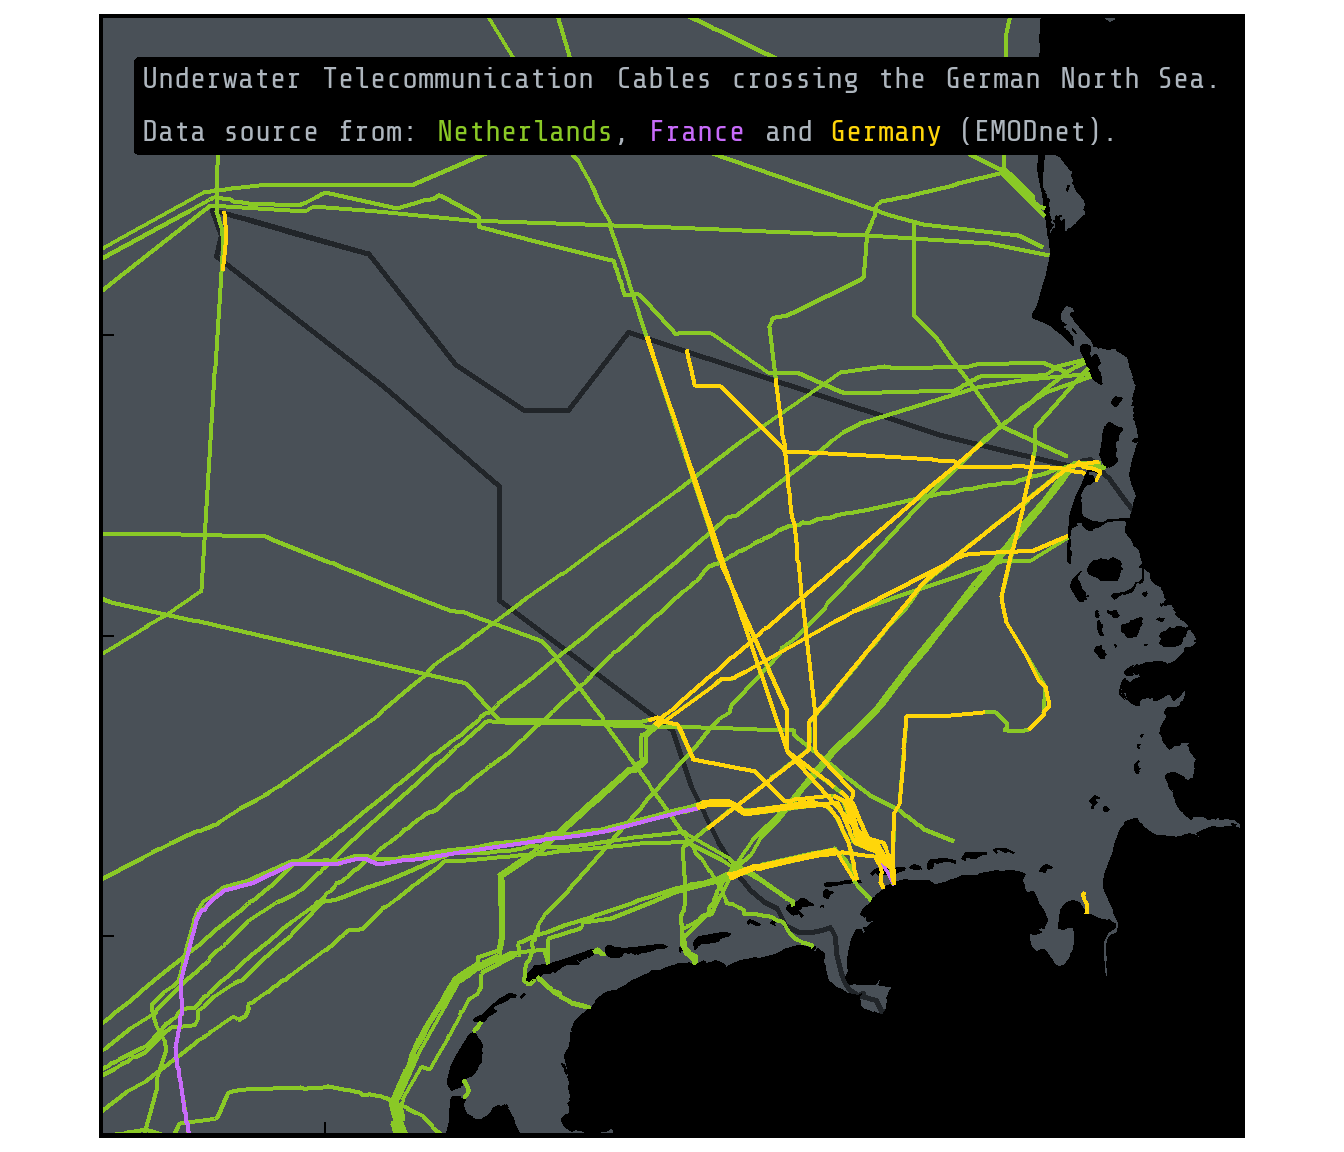 Underwater Telecommunication Cables crossing the German North Sea.
Data source from: Netherlands, France and Germany (EMODnet).